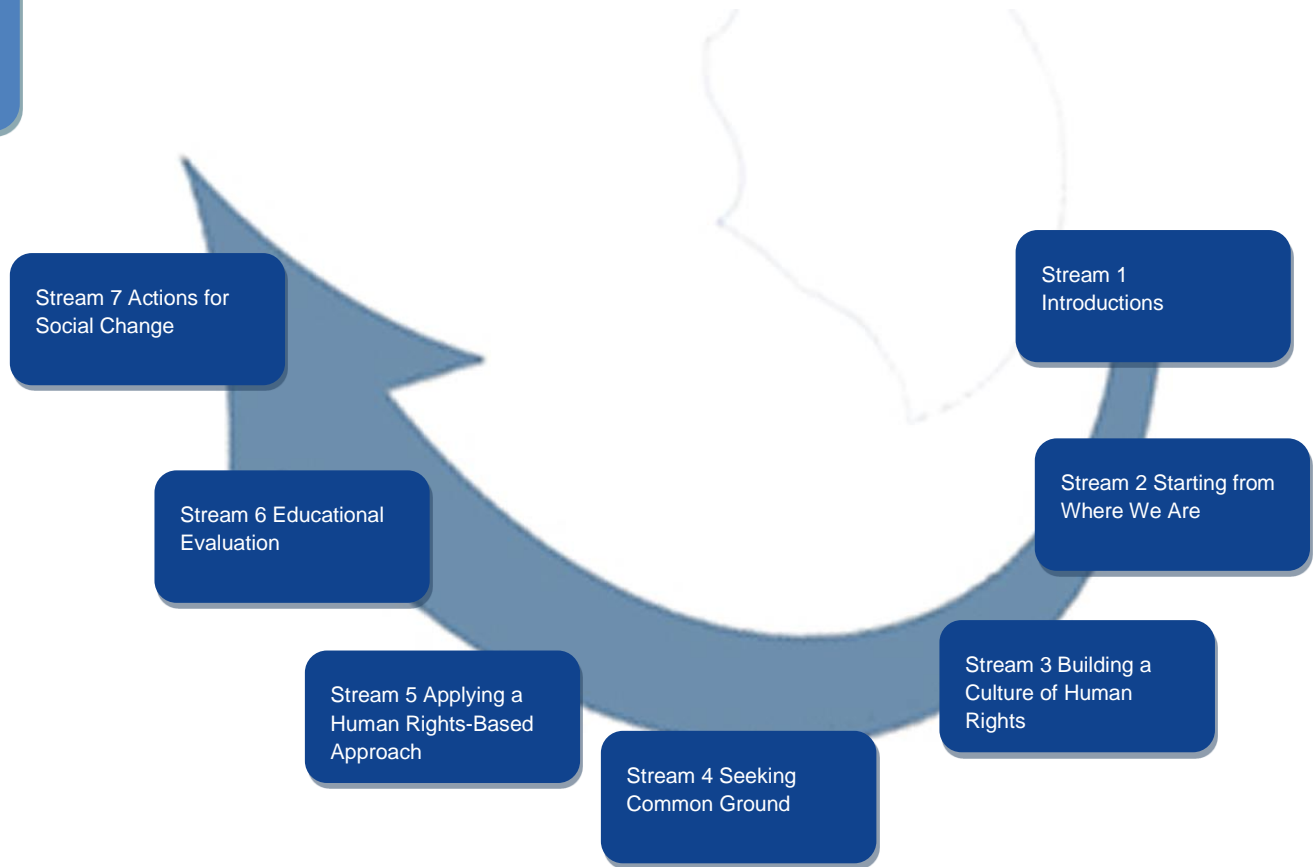 Stream 1
Introductions
Stream 2 Starting from
Where We Are
Stream 3 Building a
Culture of Human
Rights
Stream 4 Seeking
Common Ground
Stream 5 Applying a
Human Rights-Based
Approach
Stream 6 Educational
Evaluation
Stream 7 Actions for
Social Change